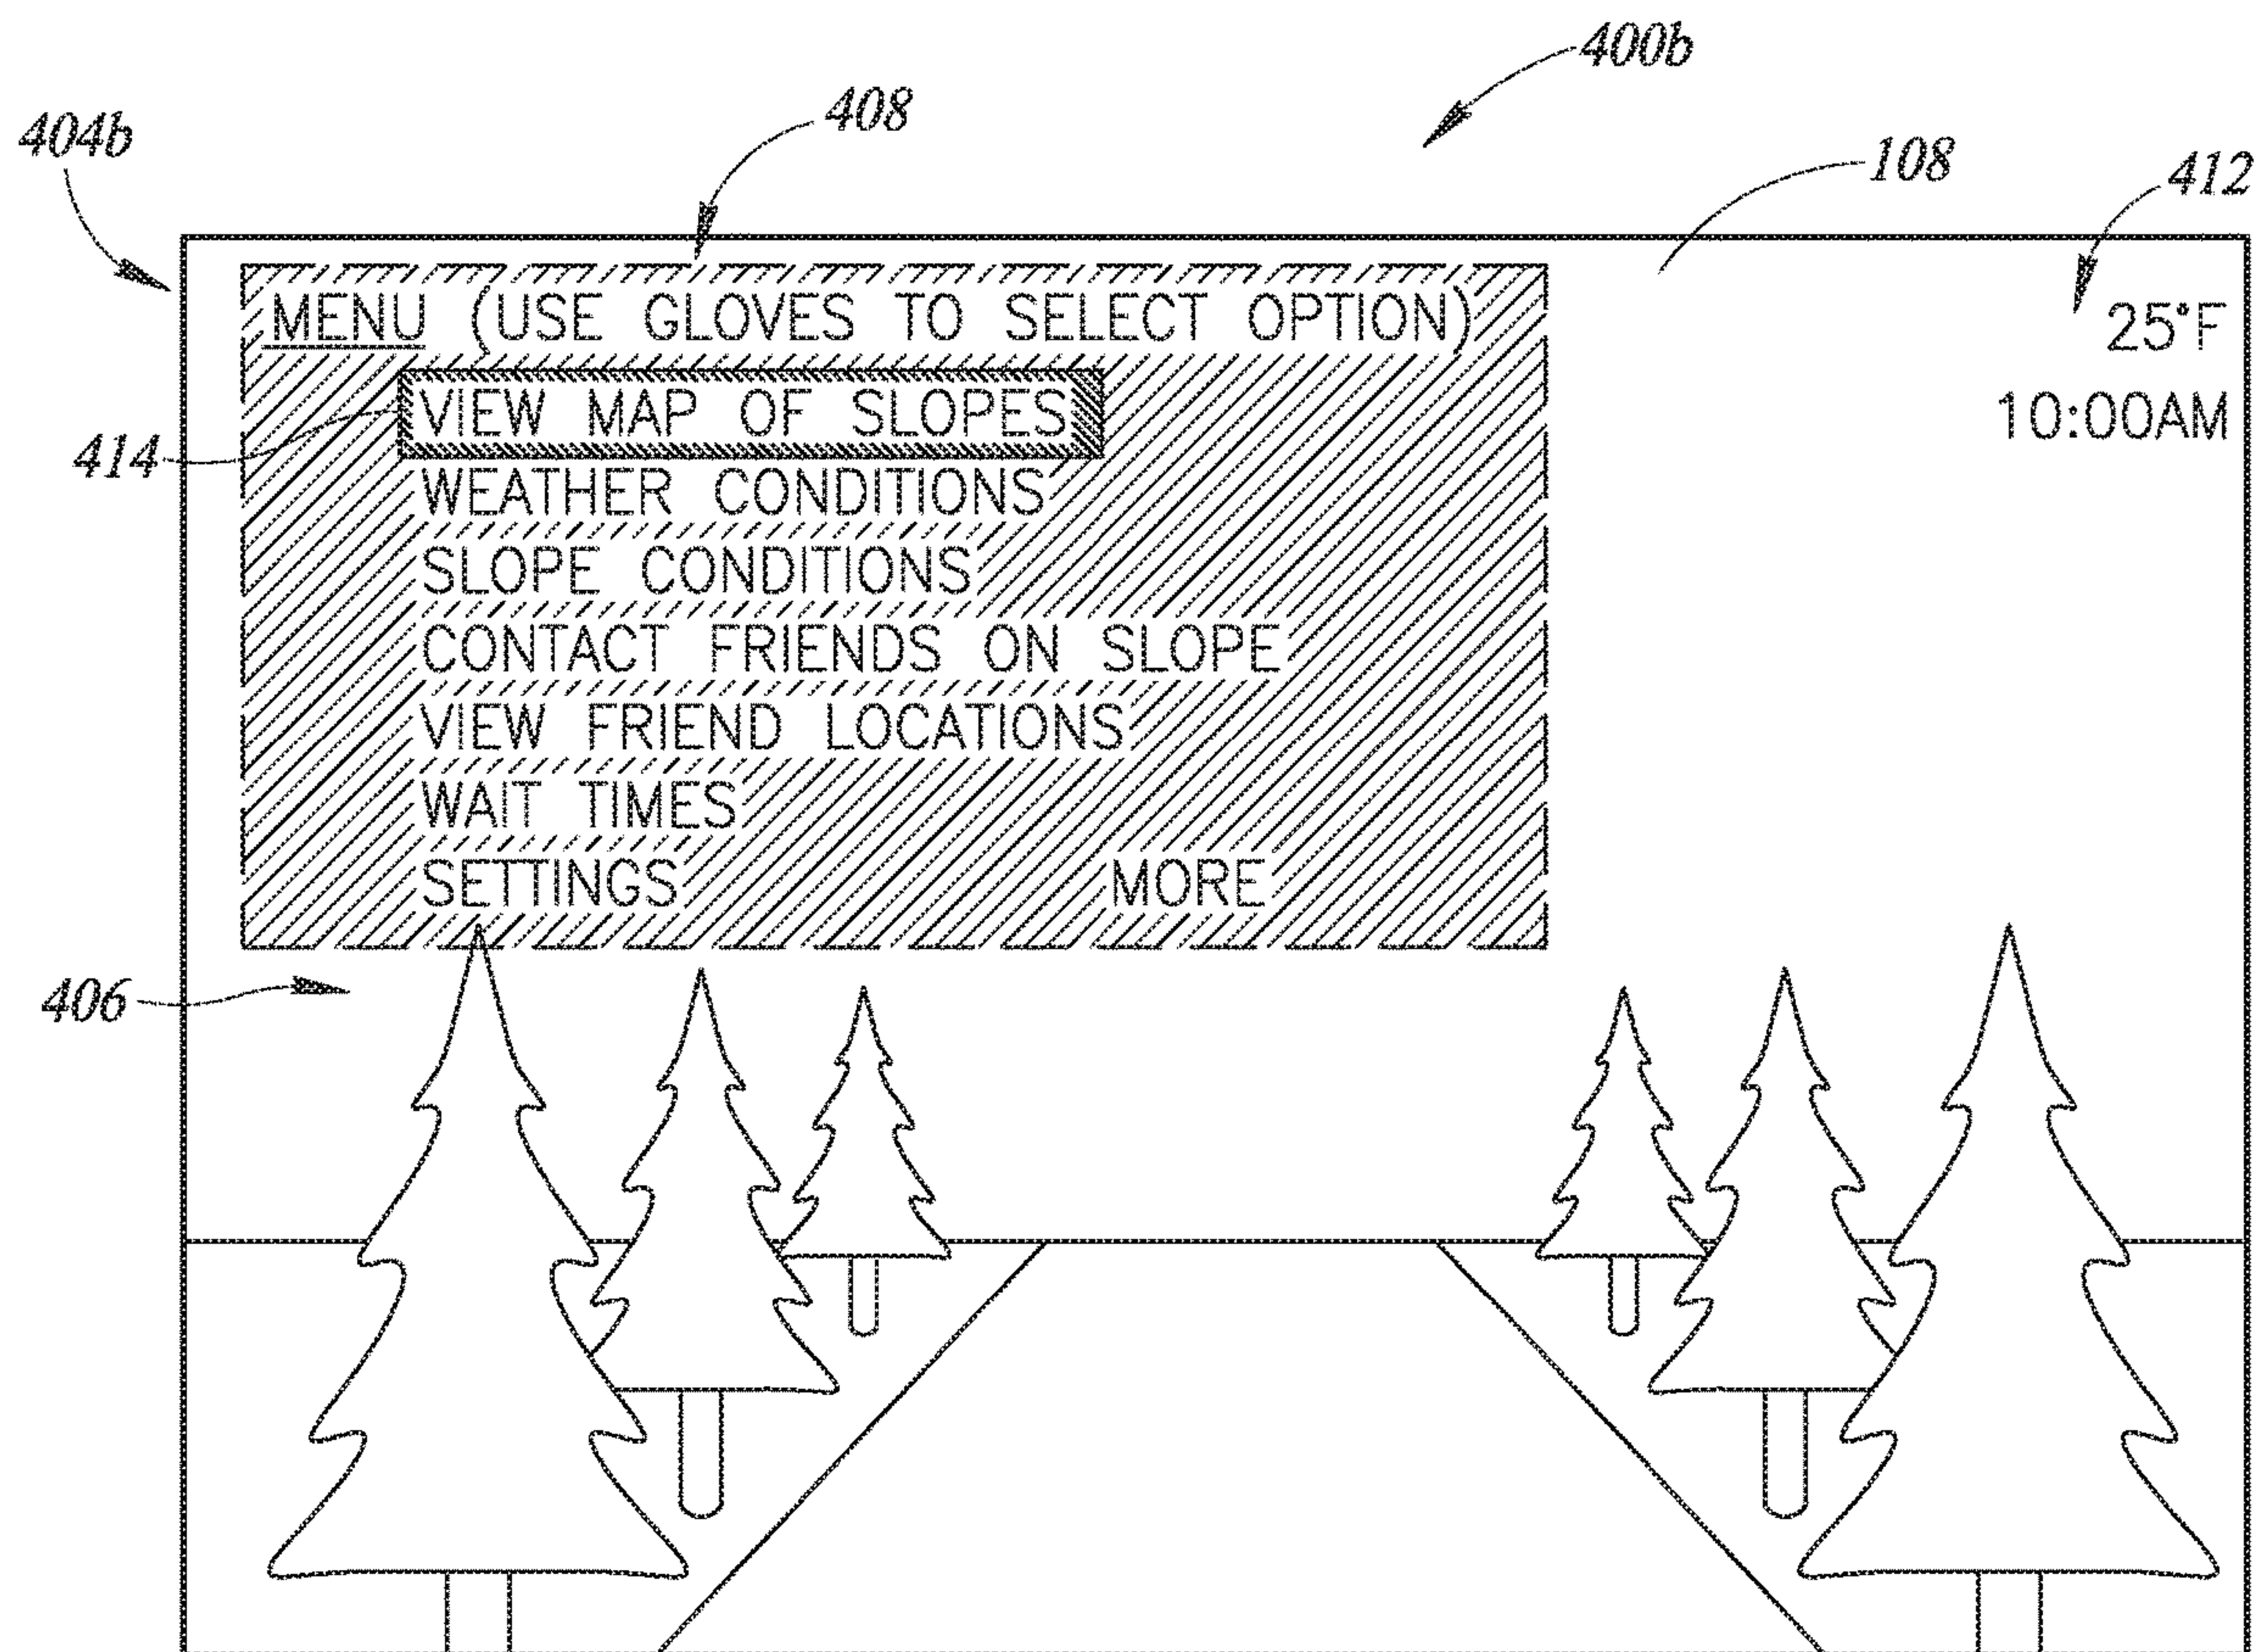 400b
408
404b
108
412
MENU (USE GLOVES TO SELECT OPTION)
25°F
VIEW MAP OF SLOPES
10:00AM
414
WEATHER CONDITIONS
SLOPE CONDITIONS
CONTACT FRIENDS ON SLOPE
VIEW FRIEND LOCATIONS
WAIT TIMES
SETTINGS MORE
406